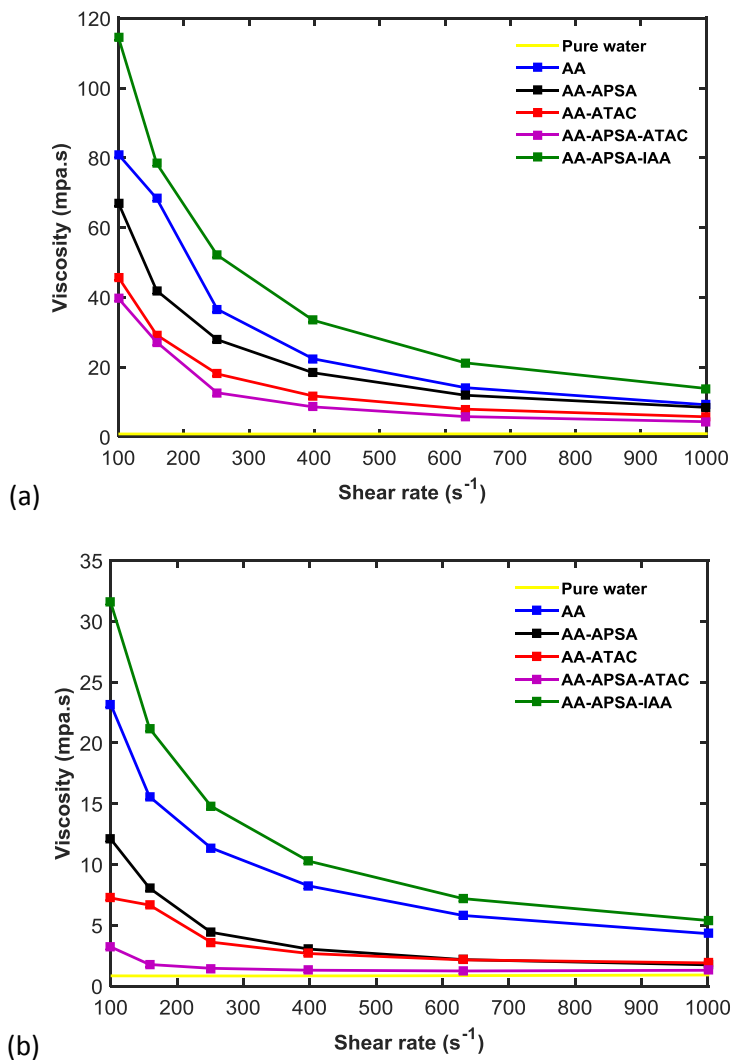 120
100
80
60
40
20
0
Viscosity (mpa.s)
Pure water
AA
AA-APSA
AA-ATAC
AA-APSA-ATAC
AA-APSA-IAA
100 200 300 400 500 600 700 800 900 1000
Shear rate (s⁻¹)
(a)
35
30
25
20
15
10
5
0
Viscosity (mpa.s)
Pure water
AA
AA-APSA
AA-ATAC
AA-APSA-ATAC
AA-APSA-IAA
100 200 300 400 500 600 700 800 900 1000
Shear rate (s⁻¹)
(b)